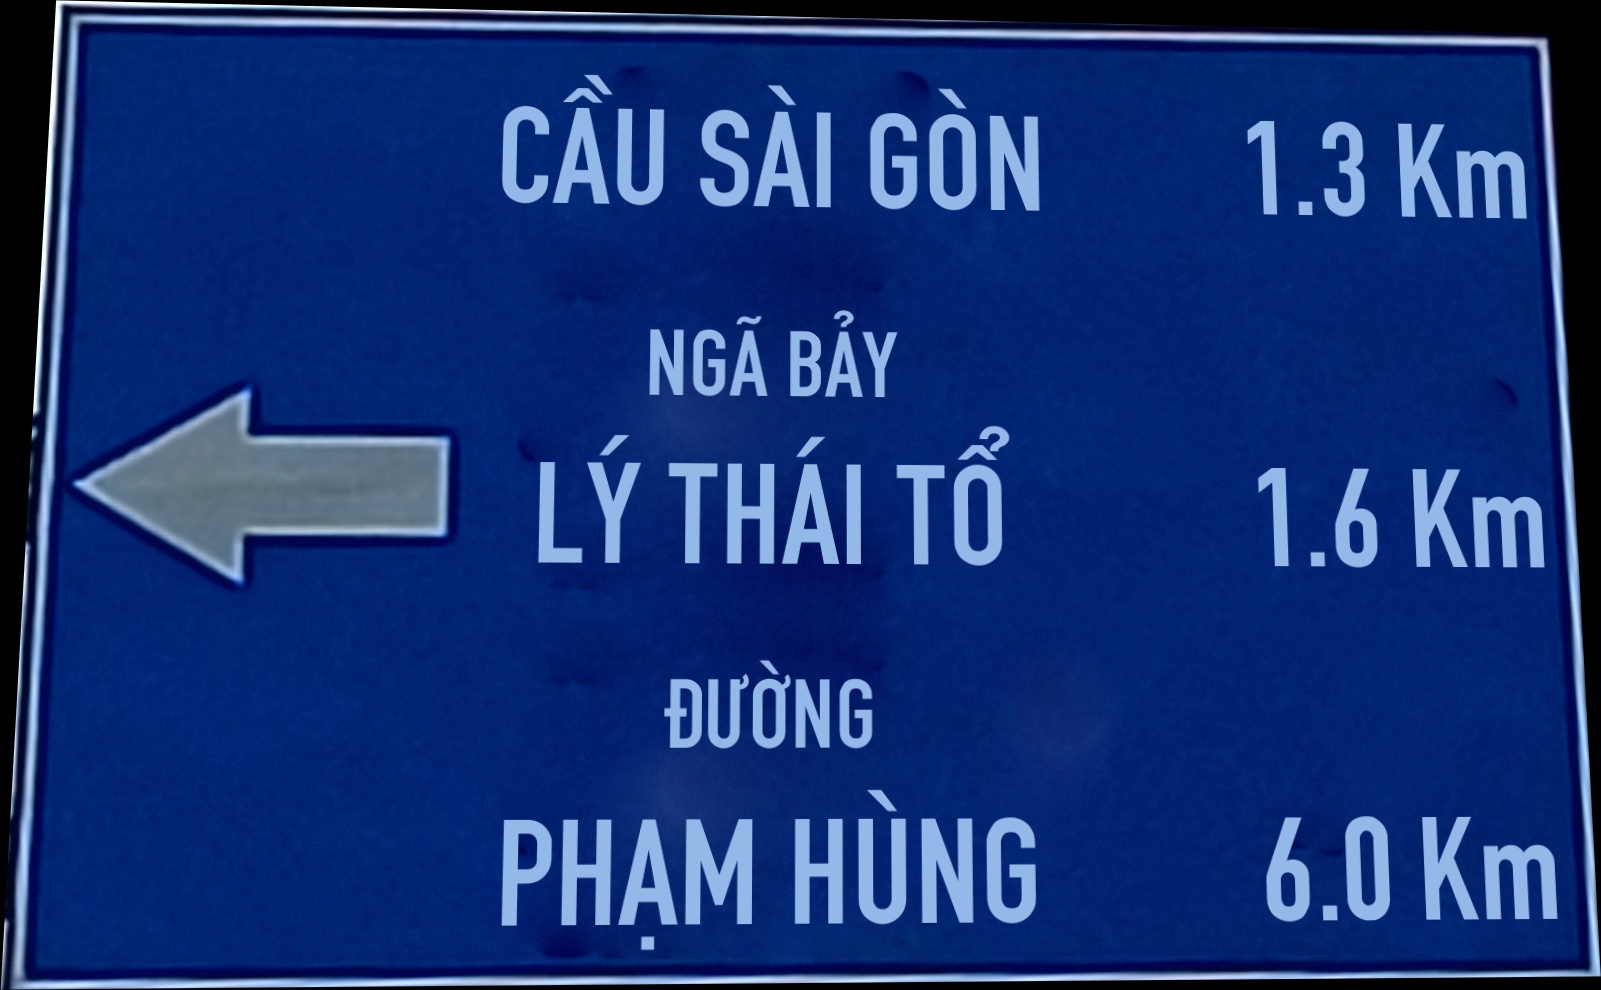 CẦU SÀI GÒN 1.3 Km
NGÃ BẢY
LÝ THÁI TỔ 1.6 Km
ĐƯỜNG
PHẠM HÙNG 6.0 Km